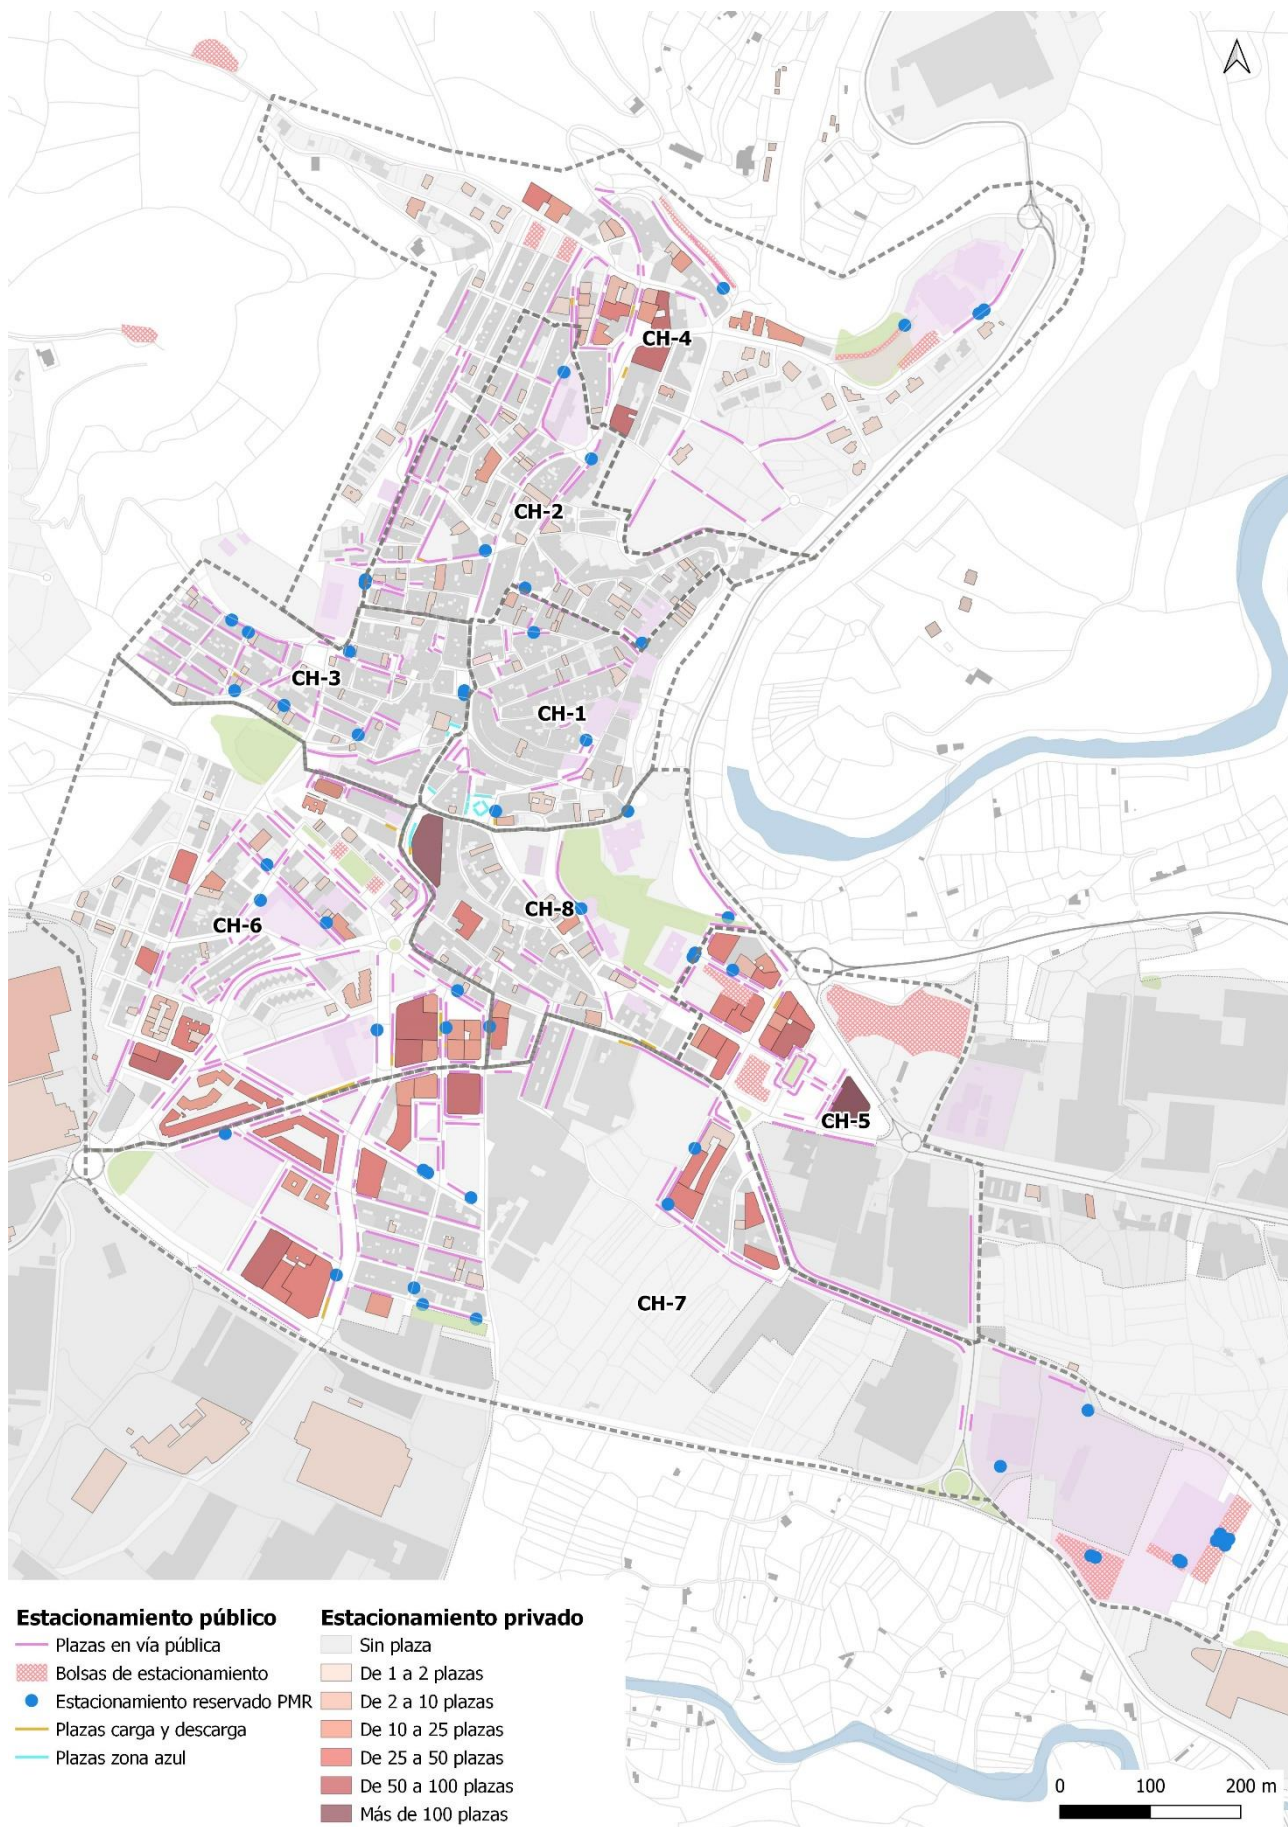 CH-4
CH-2
CH-3
CH-1
CH-8
CH-6
CH-5
CH-7
Estacionamiento público
Plazas en vía pública
Bolsas de estacionamiento
Estacionamiento reservado PMR
Plazas carga y descarga
Plazas zona azul
Estacionamiento privado
Sin plaza
De 1 a 2 plazas
De 2 a 10 plazas
De 10 a 25 plazas
De 25 a 50 plazas
De 50 a 100 plazas
Más de 100 plazas
0 100 200 m